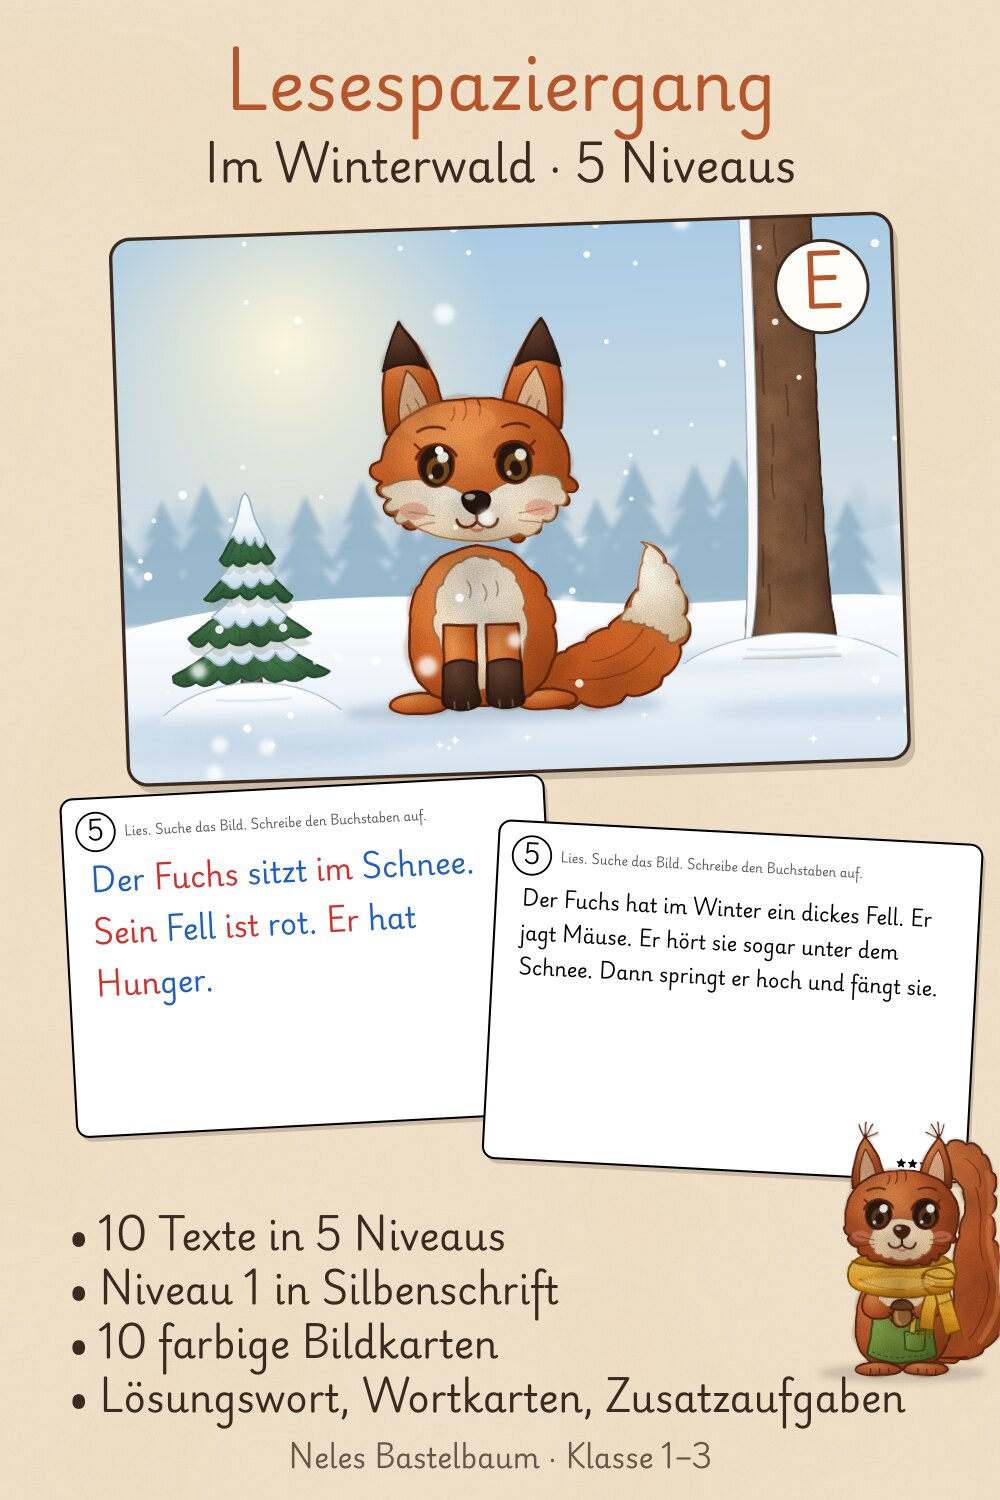 Lesespaziergang
Im Winterwald · 5 Niveaus
E
5 Lies. Suche das Bild. Schreibe den Buchstaben auf.
Der Fuchs sitzt im Schnee.
Sein Fell ist rot. Er hat
Hunger.
5 Lies. Suche das Bild. Schreibe den Buchstaben auf.
Der Fuchs hat im Winter ein dickes Fell. Er
jagt Mäuse. Er hört sie sogar unter dem
Schnee. Dann springt er hoch und fängt sie.
• 10 Texte in 5 Niveaus
• Niveau 1 in Silbenschrift
• 10 farbige Bildkarten
• Lösungswort, Wortkarten, Zusatzaufgaben
Neles Bastelbaum · Klasse 1–3